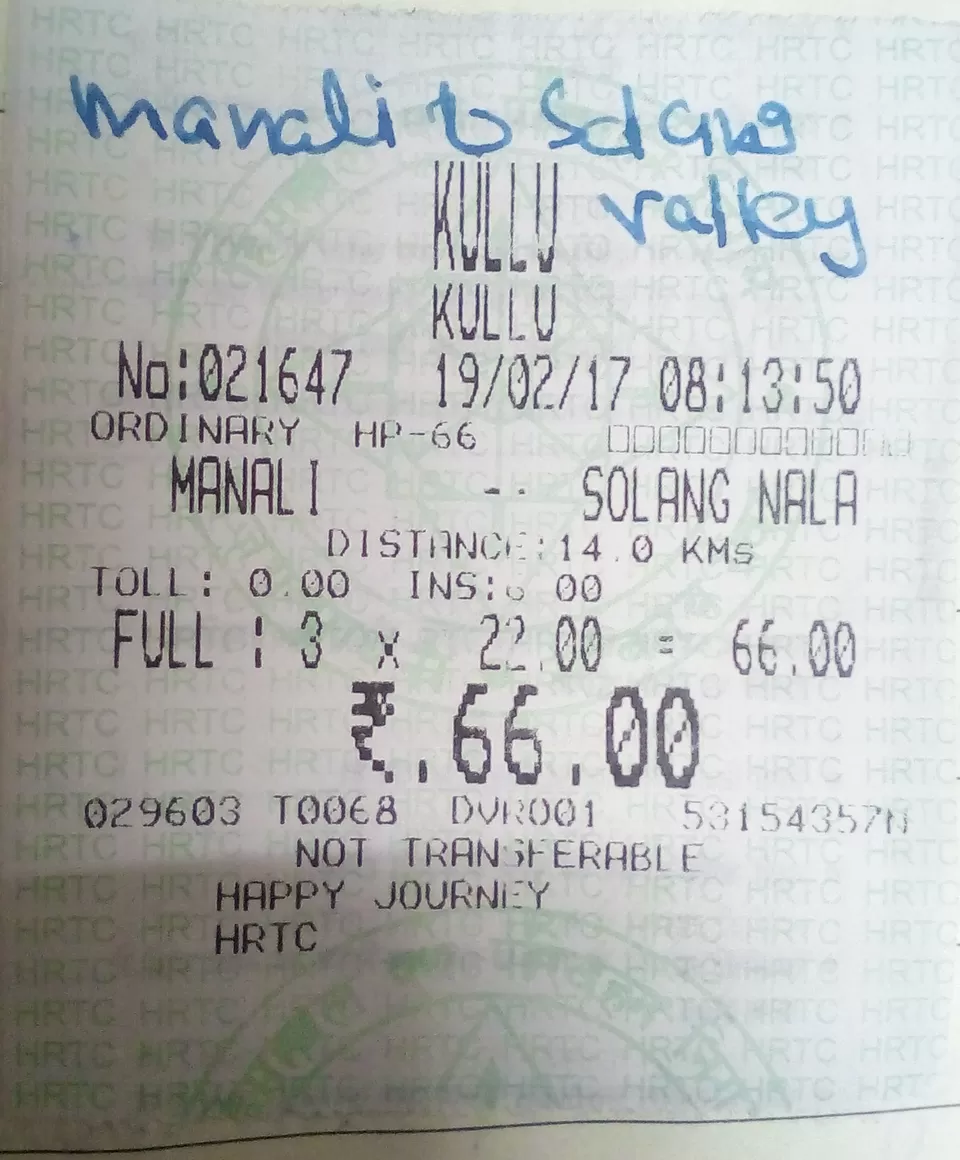 Manali to Solang
valley
KULLU
KULLU
No:021647 19/02/17 08:13:50
ORDINARY HP-66
MANALI -- SOLANG NALA
DISTANCE:14.0 KMs
TOLL: 0.00 INS: 00
FULL : 3 x 22.00 = 66.00
₹.66.00
029603 T0068 DVR001 53154357N
NOT TRANSFERABLE
HAPPY JOURNEY
HRTC